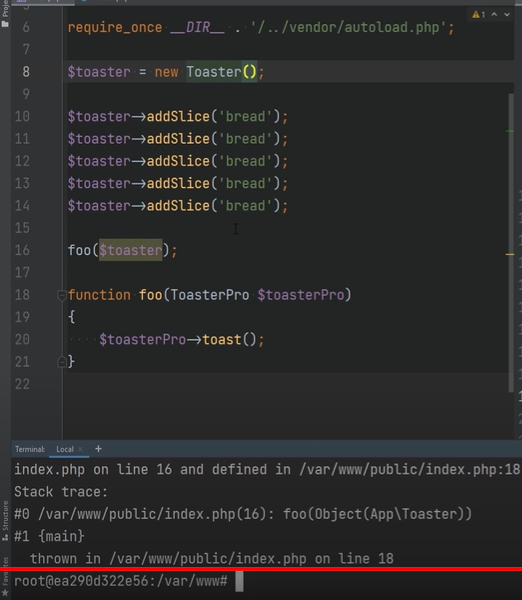 Project
6 require_once __DIR__ . '/../vendor/autoload.php';
7
8 $toaster = new Toaster();
9
10 $toaster->addSlice('bread');
11 $toaster->addSlice('bread');
12 $toaster->addSlice('bread');
13 $toaster->addSlice('bread');
14 $toaster->addSlice('bread');
15
16 foo($toaster);
17
18 function foo(ToasterPro $toasterPro)
19 {
20 $toasterPro->toast();
21 }
22
1
Terminal: Local × +
index.php on line 16 and defined in /var/www/public/index.php:18
Stack trace:
#0 /var/www/public/index.php(16): foo(Object(App\Toaster))
#1 {main}
thrown in /var/www/public/index.php on line 18
root@ea290d322e56:/var/www#
Structure
Favorites